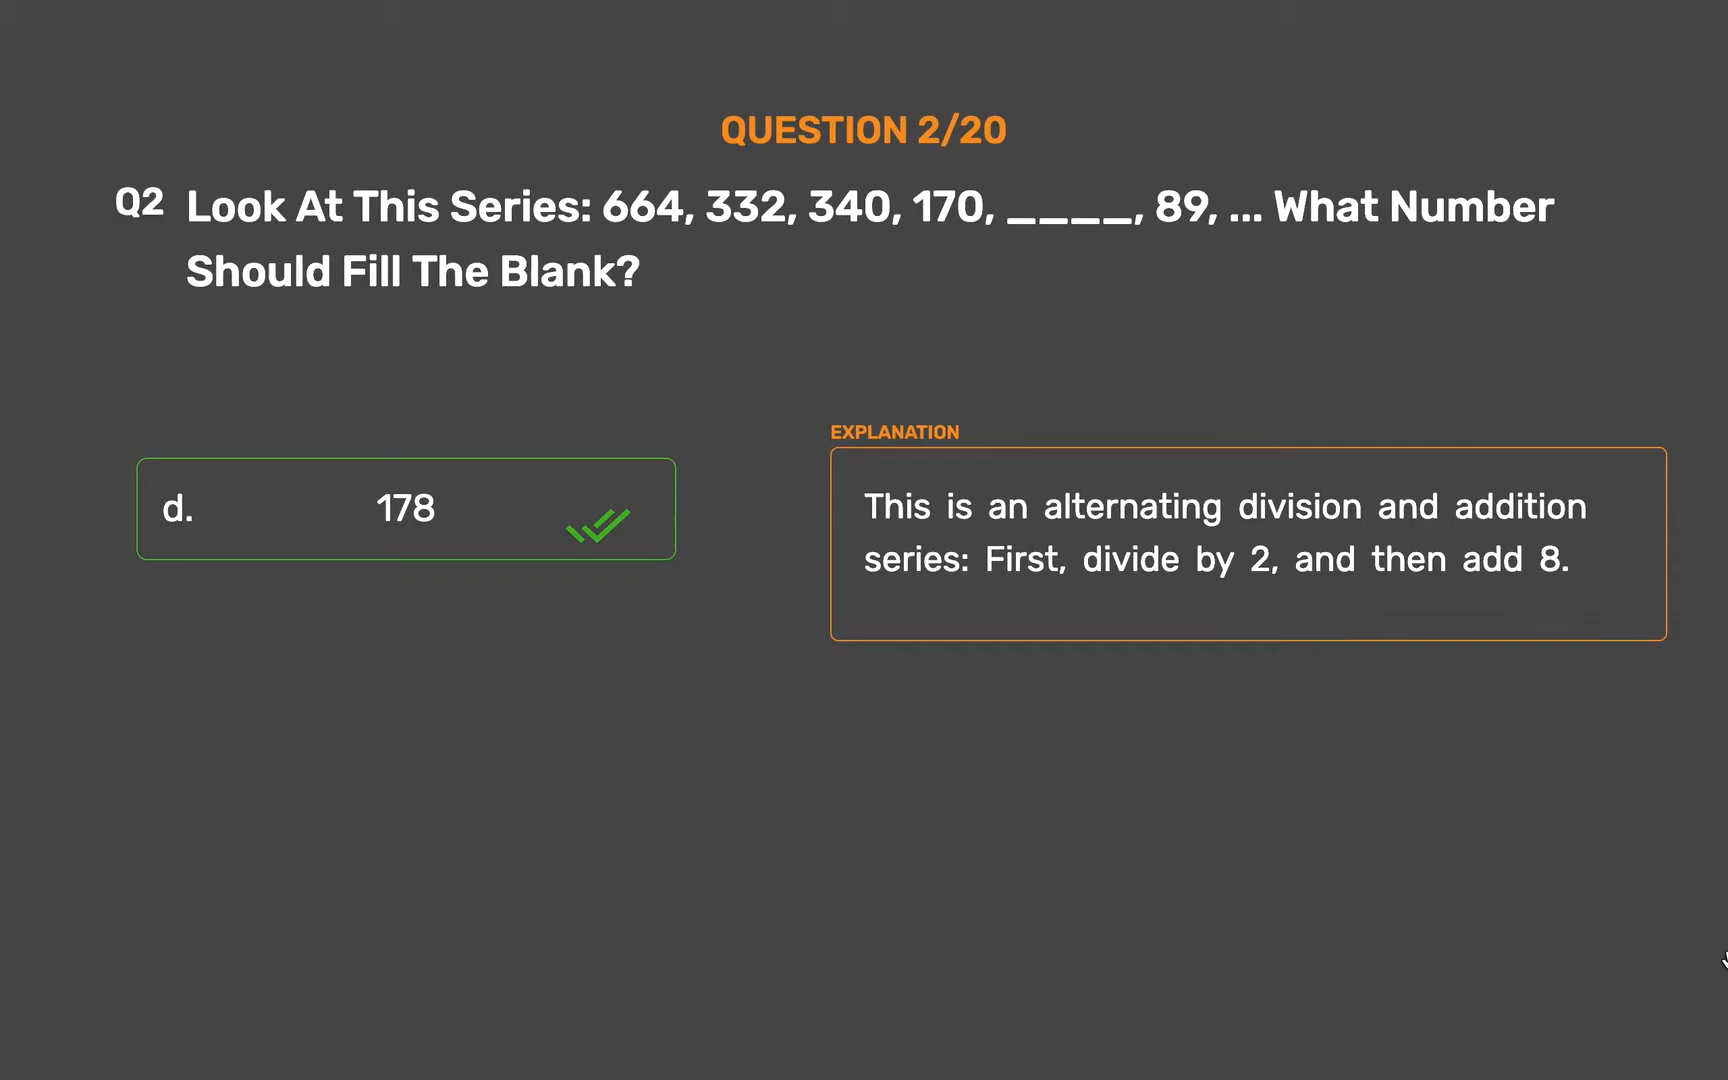 QUESTION 2/20
Q2 Look At This Series: 664, 332, 340, 170, ____, 89, ... What Number
Should Fill The Blank?
d. 178
EXPLANATION
This is an alternating division and addition
series: First, divide by 2, and then add 8.